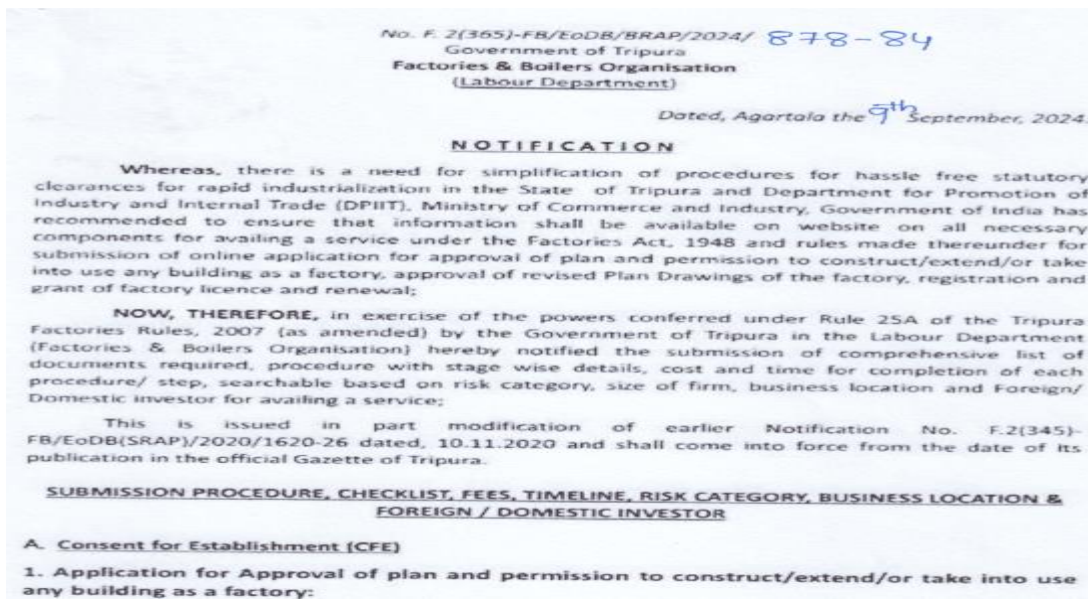 No. F. 2(365)-FB/EoDB/BRAP/2024/ 878-84
Government of Tripura
Factories & Boilers Organisation
(Labour Department)
Dated, Agartala the 9th September, 2024.
NOTIFICATION
Whereas, there is a need for simplification of procedures for hassle free statutory
clearances for rapid industrialization in the State of Tripura and Department for Promotion of
Industry and Internal Trade (DPIIT), Ministry of Commerce and Industry, Government of India has
recommended to ensure that information shall be available on website on all necessary
components for availing a service under the Factories Act, 1948 and rules made thereunder for
submission of online application for approval of plan and permission to construct/extend/or take
into use any building as a factory, approval of revised Plan Drawings of the factory, registration and
grant of factory licence and renewal;
NOW, THEREFORE, in exercise of the powers conferred under Rule 25A of the Tripura
Factories Rules, 2007 (as amended) by the Government of Tripura in the Labour Department
(Factories & Boilers Organisation) hereby notified the submission of comprehensive list of
documents required, procedure with stage wise details, cost and time for completion of each
procedure/ step, searchable based on risk category, size of firm, business location and Foreign/
Domestic investor for availing a service;
This is issued in part modification of earlier Notification No. F.2(345)-
FB/EoDB(SRAP)/2020/1620-26 dated, 10.11.2020 and shall come into force from the date of its
publication in the official Gazette of Tripura.
SUBMISSION PROCEDURE, CHECKLIST, FEES, TIMELINE, RISK CATEGORY, BUSINESS LOCATION &
FOREIGN / DOMESTIC INVESTOR
A. Consent for Establishment (CFE)
1. Application for Approval of plan and permission to construct/extend/or take into use
any building as a factory: